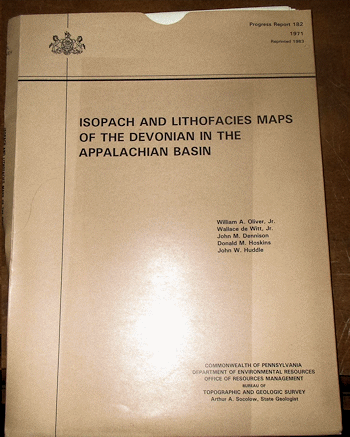 Progress Report 182
1971
Reprinted 1983
ISOPACH AND LITHOFACIES MAPS
OF THE DEVONIAN IN THE
APPALACHIAN BASIN
William A. Oliver, Jr.
Wallace de Witt, Jr.
John M. Dennison
Donald M. Hoskins
John W. Huddle
COMMONWEALTH OF PENNSYLVANIA
DEPARTMENT OF ENVIRONMENTAL RESOURCES
OFFICE OF RESOURCES MANAGEMENT
BUREAU OF
TOPOGRAPHIC AND GEOLOGIC SURVEY
Arthur A. Socolow, State Geologist